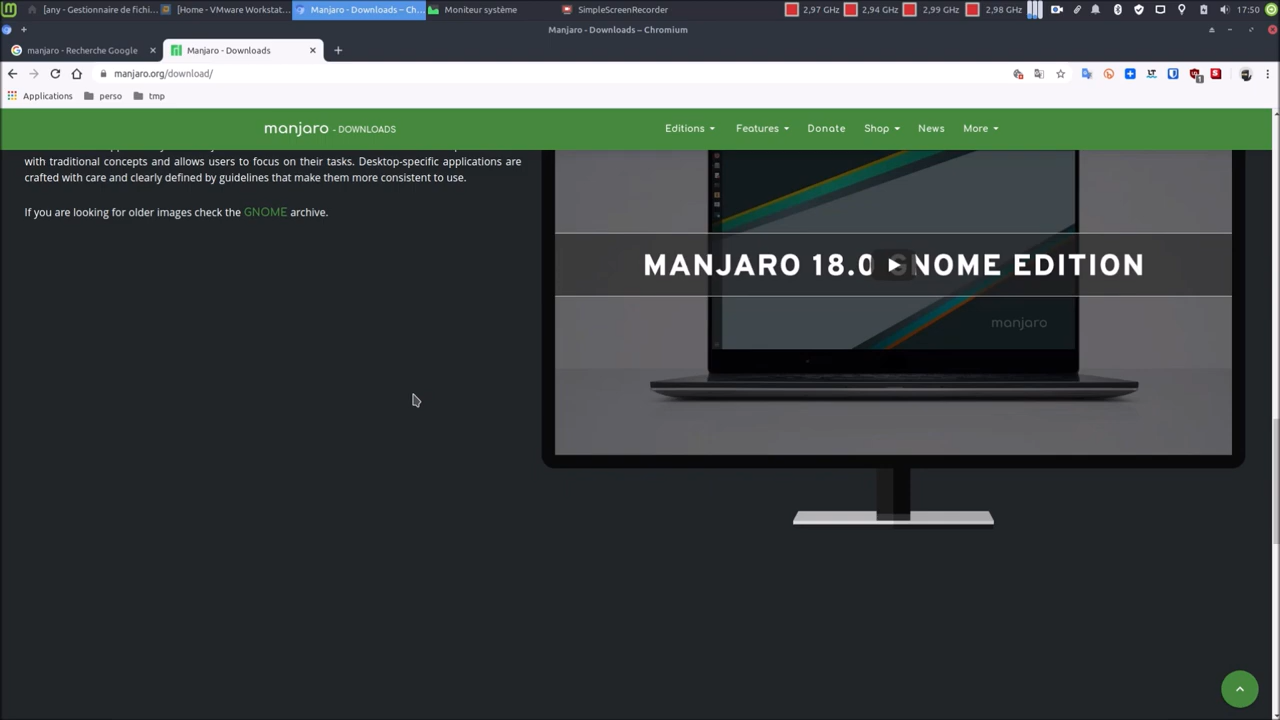 [any - Gestionnaire de fichi... [Home - VMware Workstat... Manjaro - Downloads – Ch... Moniteur système SimpleScreenRecorder 2,97 GHz 2,94 GHz 2,99 GHz 2,98 GHz 17:50
Manjaro - Downloads – Chromium
manjaro - Recherche Google Manjaro - Downloads
manjaro.org/download/
Applications perso tmp
manjaro - DOWNLOADS Editions Features Donate Shop News More
with traditional concepts and allows users to focus on their tasks. Desktop-specific applications are
crafted with care and clearly defined by guidelines that make them more consistent to use.
If you are looking for older images check the GNOME archive.
MANJARO 18.0 GNOME EDITION
manjaro